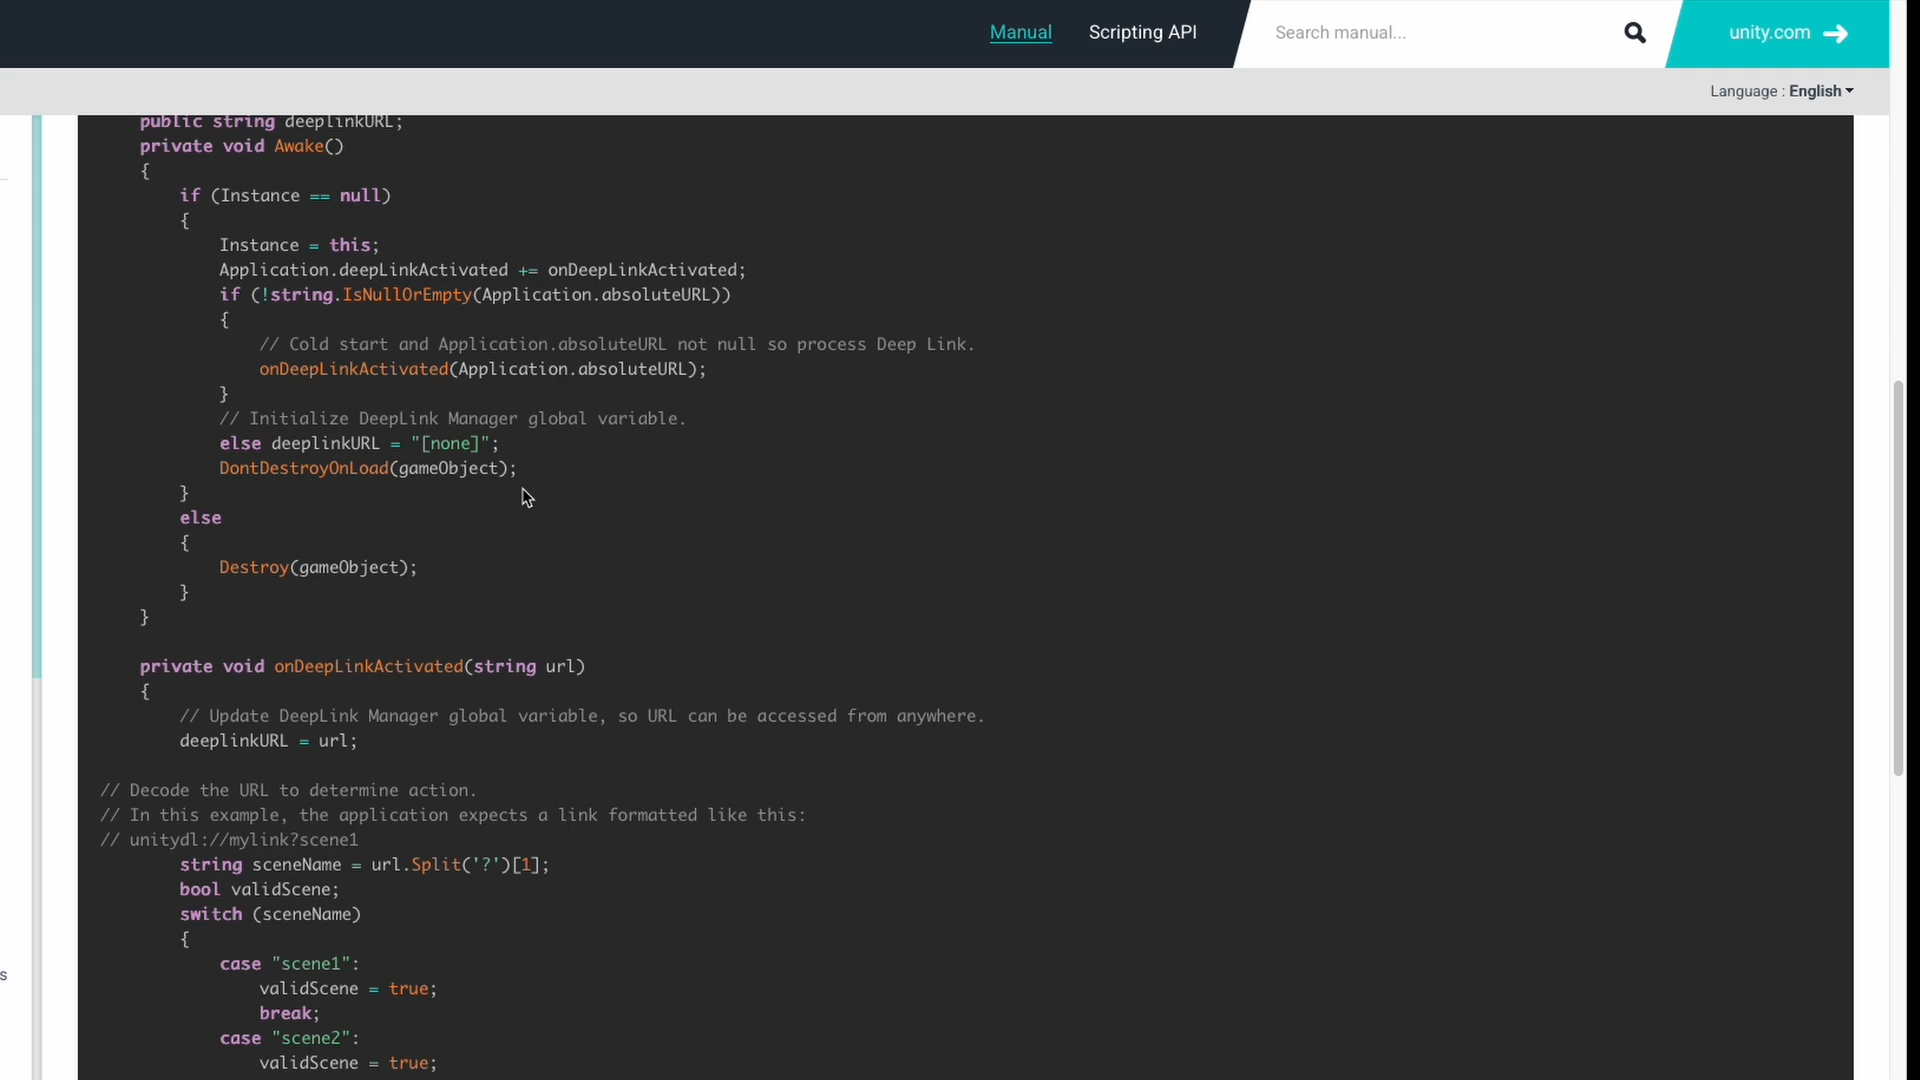 Manual
Scripting API
Search manual...
unity.com
Language : English
public string deeplinkURL;
private void Awake()
{
if (Instance == null)
{
Instance = this;
Application.deepLinkActivated += onDeepLinkActivated;
if (!string.IsNullOrEmpty(Application.absoluteURL))
{
// Cold start and Application.absoluteURL not null so process Deep Link.
onDeepLinkActivated(Application.absoluteURL);
}
// Initialize DeepLink Manager global variable.
else deeplinkURL = "[none]";
DontDestroyOnLoad(gameObject);
}
else
{
Destroy(gameObject);
}
}
private void onDeepLinkActivated(string url)
{
// Update DeepLink Manager global variable, so URL can be accessed from anywhere.
deeplinkURL = url;
// Decode the URL to determine action.
// In this example, the application expects a link formatted like this:
// unitydl://mylink?scene1
string sceneName = url.Split('?')[1];
bool validScene;
switch (sceneName)
{
case "scene1":
s
validScene = true;
break;
case "scene2":
validScene = true;